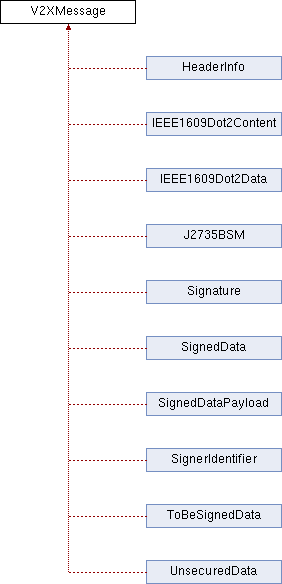 V2XMessage
HeaderInfo
IEEE1609Dot2Content
IEEE1609Dot2Data
J2735BSM
Signature
SignedData
SignedDataPayload
SignerIdentifier
ToBeSignedData
UnsecuredData